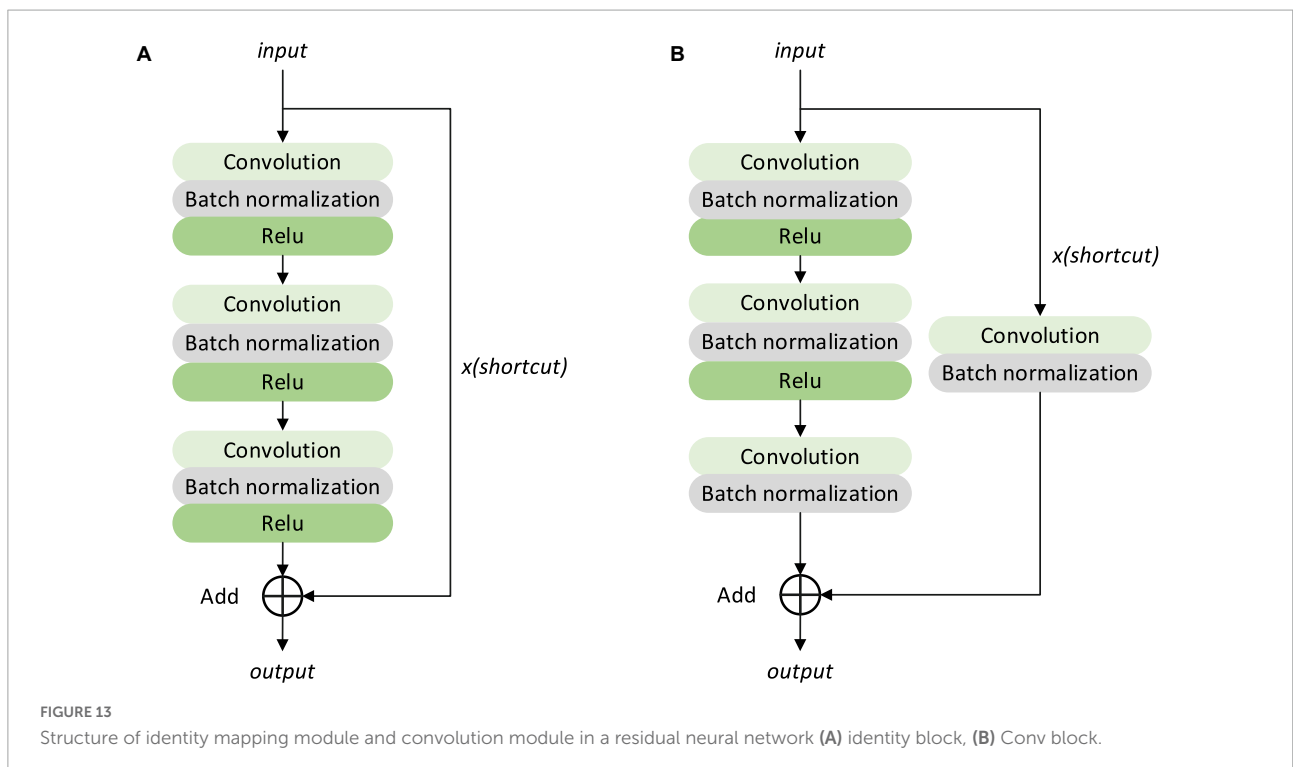 A
input
Convolution
Batch normalization
Relu
Convolution
Batch normalization
Relu
x(shortcut)
Convolution
Batch normalization
Relu
Add
output
B
input
Convolution
Batch normalization
Relu
x(shortcut)
Convolution
Batch normalization
Relu
Convolution
Batch normalization
Convolution
Batch normalization
Add
output
FIGURE 13
Structure of identity mapping module and convolution module in a residual neural network (A) identity block, (B) Conv block.